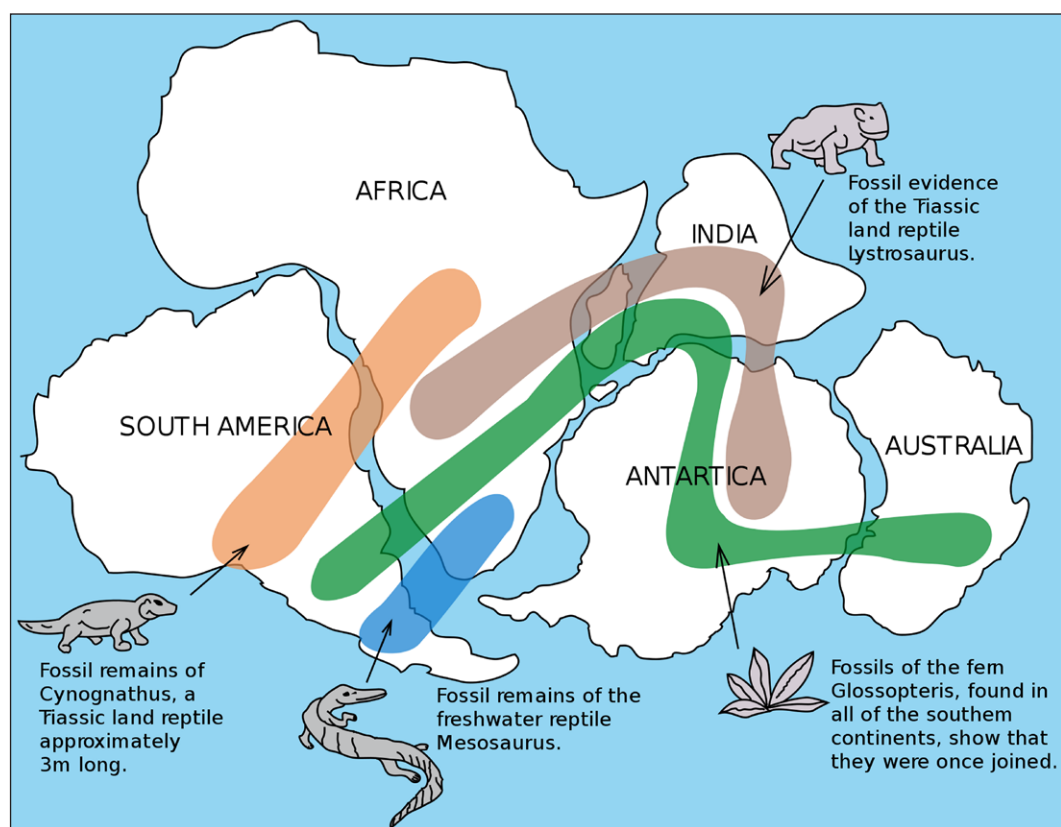 AFRICA
INDIA
Fossil evidence
of the Tiassic
land reptile
Lystrosaurus.
SOUTH AMERICA
ANTARTICA
AUSTRALIA
Fossil remains of
Cynognathus, a
Tiassic land reptile
approximately
3m long.
Fossil remains of the
freshwater reptile
Mesosaurus.
Fossils of the fern
Glossopteris, found in
all of the southem
continents, show that
they were once joined.